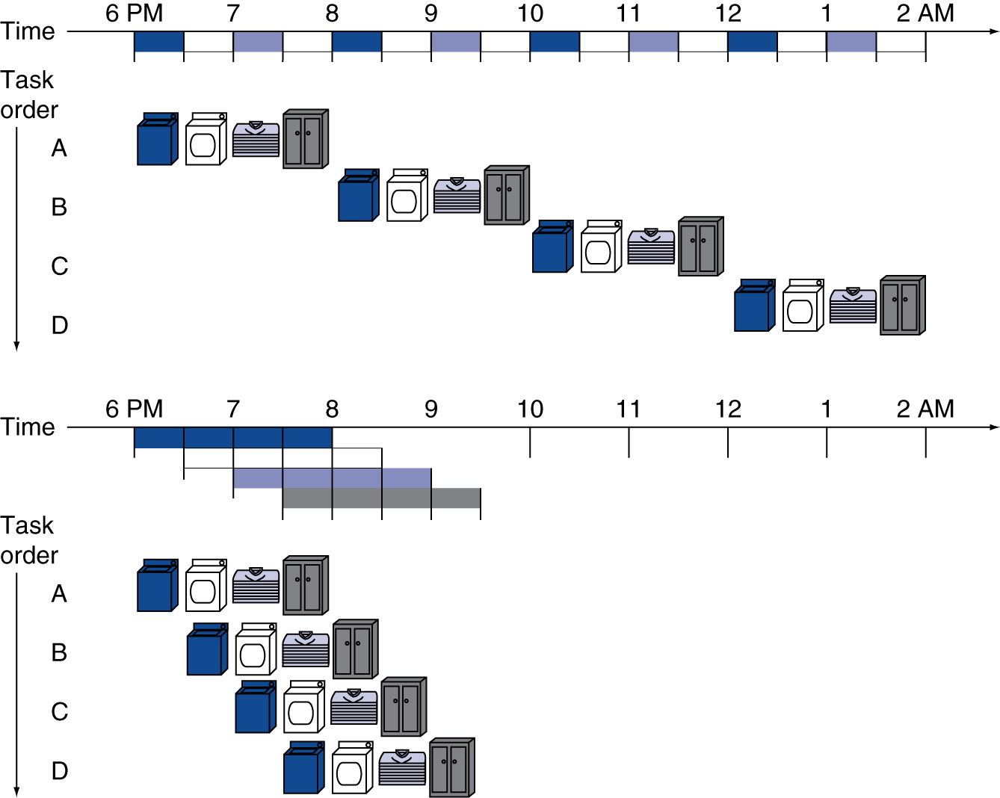 6 PM 7 8 9 10 11 12 1 2 AM
Time
Task
order
A
B
C
D
6 PM 7 8 9 10 11 12 1 2 AM
Time
Task
order
A
B
C
D